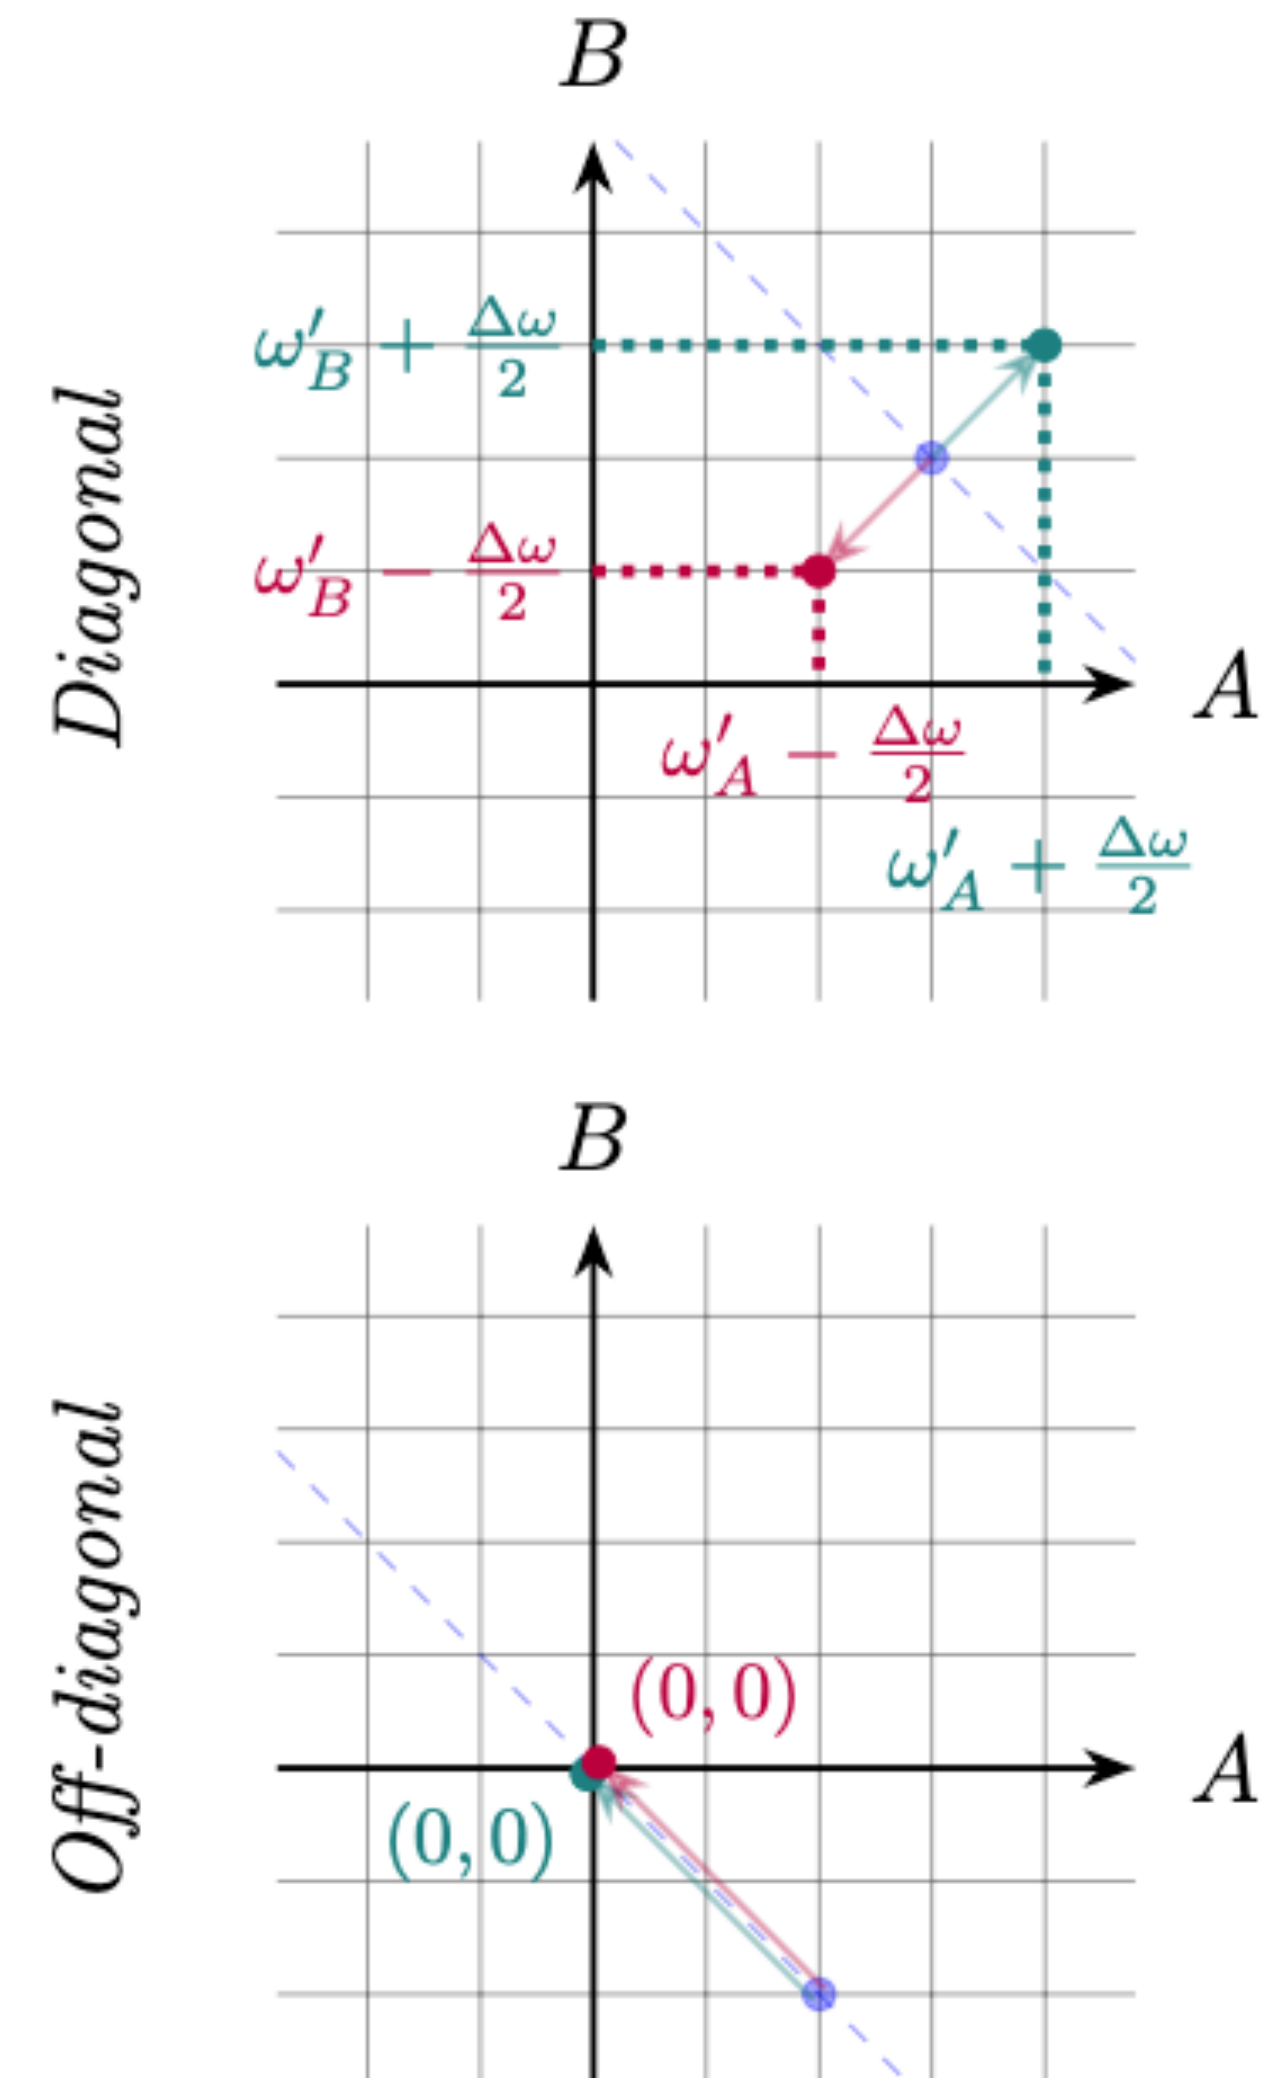 B
Diagonal
ω′_B + Δω/2
ω′_B − Δω/2
A
ω′_A − Δω/2
ω′_A + Δω/2
B
Off-diagonal
(0, 0)
A
(0, 0)